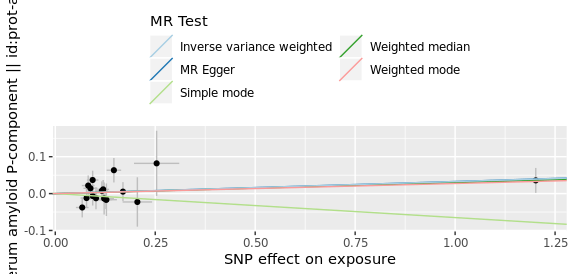 MR Test
Inverse variance weighted
Weighted median
MR Egger
Weighted mode
Simple mode
erum amyloid P-component || id:prot-a
0.1
0.0
-0.1
0.00
0.25
0.50
0.75
1.00
1.25
SNP effect on exposure